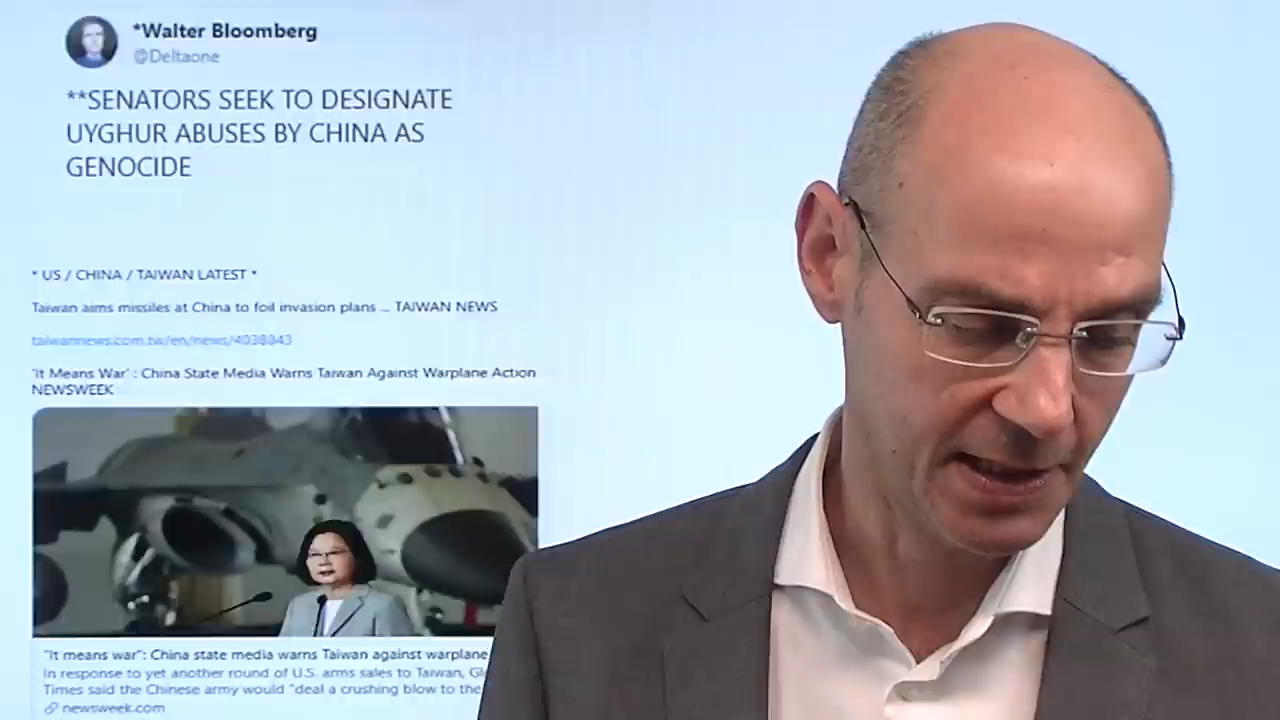 *Walter Bloomberg
@Deltaone
**SENATORS SEEK TO DESIGNATE
UYGHUR ABUSES BY CHINA AS
GENOCIDE
* US / CHINA / TAIWAN LATEST *
Taiwan aims missiles at China to foil invasion plans ... TAIWAN NEWS
taiwannews.com.tw/en/news/4038843
'It Means War' : China State Media Warns Taiwan Against Warplane Action
NEWSWEEK
"It means war": China state media warns Taiwan against warplane
In response to yet another round of U.S. arms sales to Taiwan, Gl
Times said the Chinese army would "deal a crushing blow to the
newsweek.com